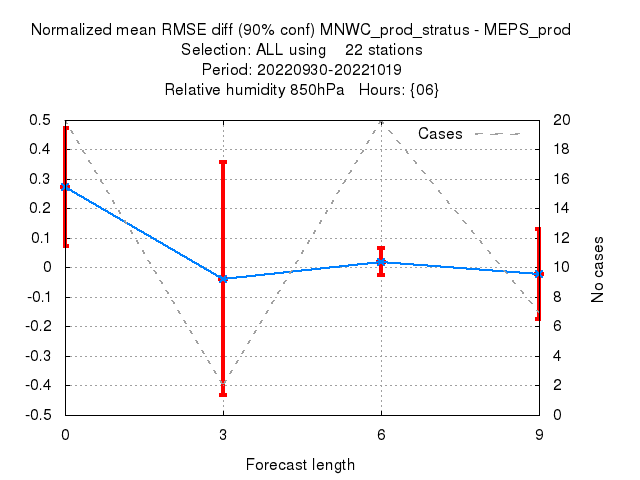 Normalized mean RMSE diff (90% conf) MNWC_prod_stratus - MEPS_prod
Selection: ALL using 22 stations
Period: 20220930-20221019
Relative humidity 850hPa Hours: {06}
Cases
0.5
0.4
0.3
0.2
0.1
0
-0.1
-0.2
-0.3
-0.4
-0.5
20
18
16
14
12
10
8
6
4
2
0
No cases
0 3 6 9
Forecast length